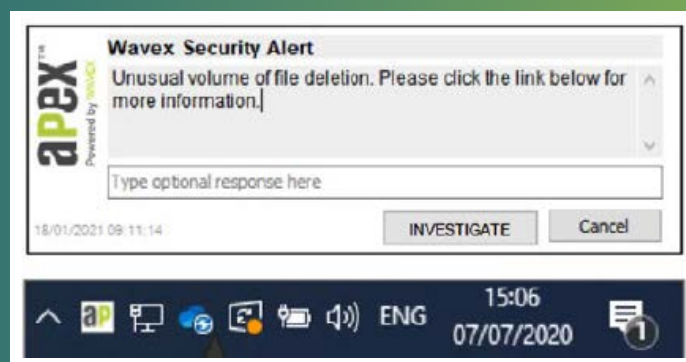 Wavex Security Alert
Unusual volume of file deletion. Please click the link below for
more information.
apex™
Powered by WAVEX
Type optional response here
18/01/2021 09:11:14
INVESTIGATE
Cancel
ap
ENG
15:06
07/07/2020
1